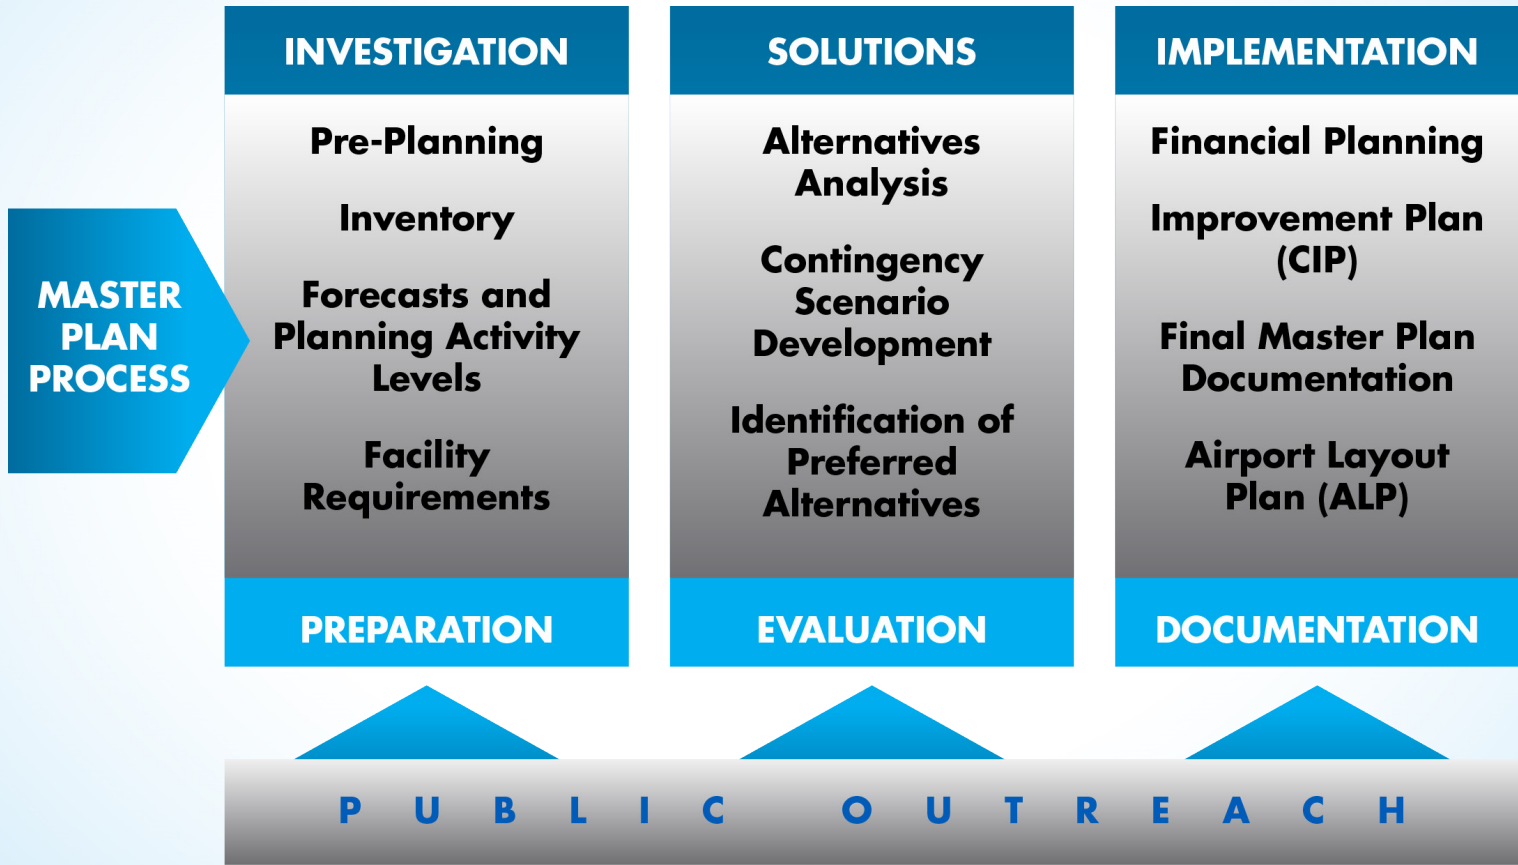 MASTER
PLAN
PROCESS
INVESTIGATION
Pre-Planning
Inventory
Forecasts and
Planning Activity
Levels
Facility
Requirements
PREPARATION
SOLUTIONS
Alternatives
Analysis
Contingency
Scenario
Development
Identification of
Preferred
Alternatives
EVALUATION
IMPLEMENTATION
Financial Planning
Improvement Plan
(CIP)
Final Master Plan
Documentation
Airport Layout
Plan (ALP)
DOCUMENTATION
PUBLIC OUTREACH